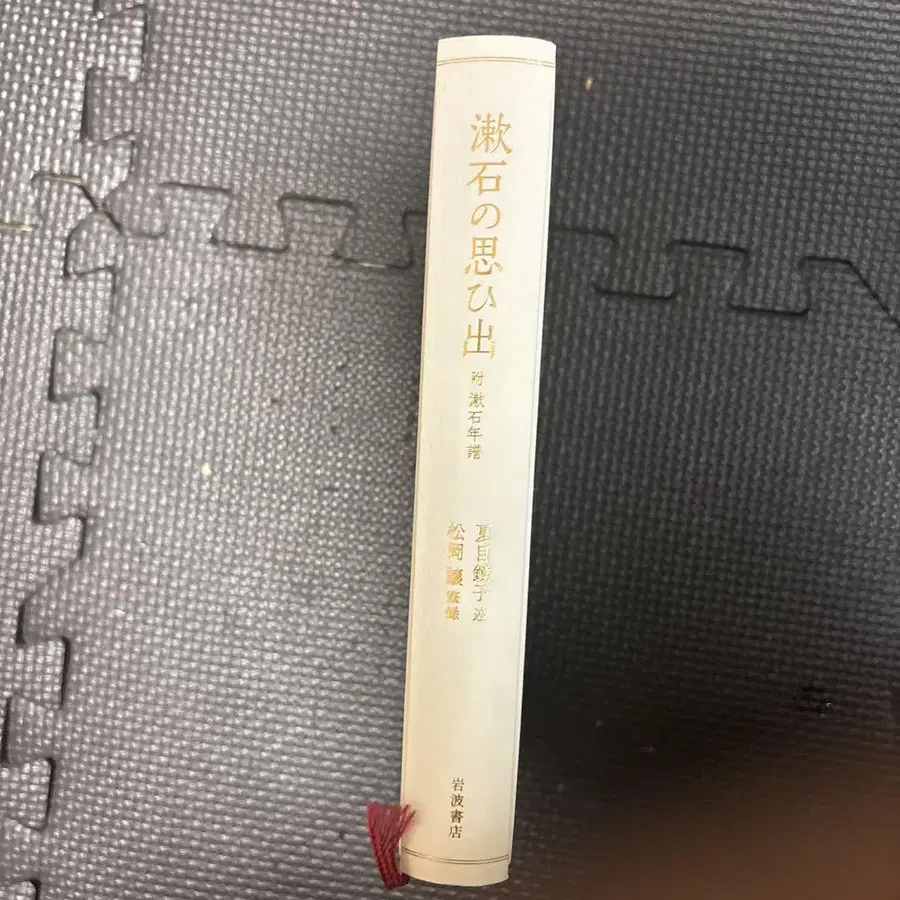 漱石の思ひ出
附 漱石年譜
夏目鏡子 述
松岡 譲 筆録
岩波書店